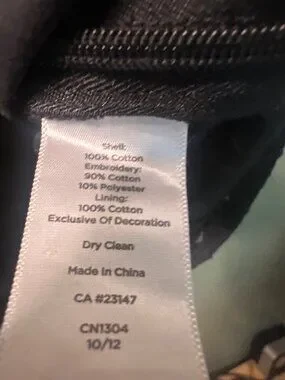 Shell:
100% Cotton
Embroidery:
90% Cotton
10% Polyester
Lining:
100% Cotton
Exclusive Of Decoration
Dry Clean
Made In China
CA #23147
CN1304
10/12